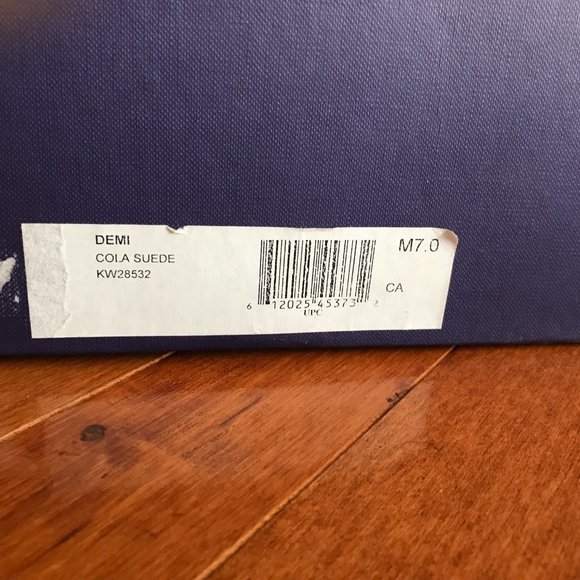 DEMI
COLA SUEDE
KW28532
M7.0
CA
6 12025 45373 2
UPC